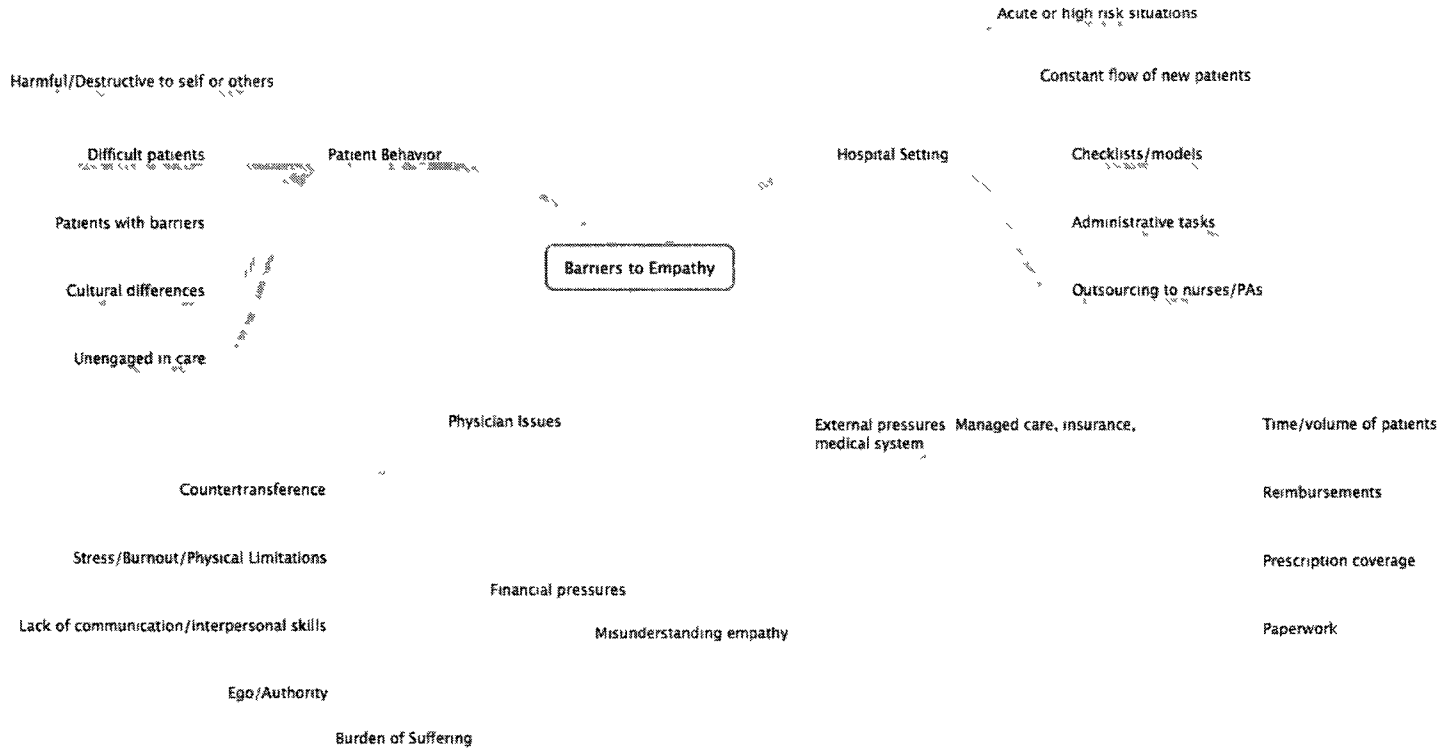 Acute or high risk situations
Harmful/Destructive to self or others
Constant flow of new patients
Difficult patients
Patient Behavior
Hospital Setting
Checklists/models
Patients with barriers
Administrative tasks
Barriers to Empathy
Cultural differences
Outsourcing to nurses/PAs
Unengaged in care
Physician Issues
External pressures
medical system
Managed care, insurance,
Time/volume of patients
Countertransference
Reimbursements
Stress/Burnout/Physical Limitations
Prescription coverage
Financial pressures
Lack of communication/interpersonal skills
Misunderstanding empathy
Paperwork
Ego/Authority
Burden of Suffering